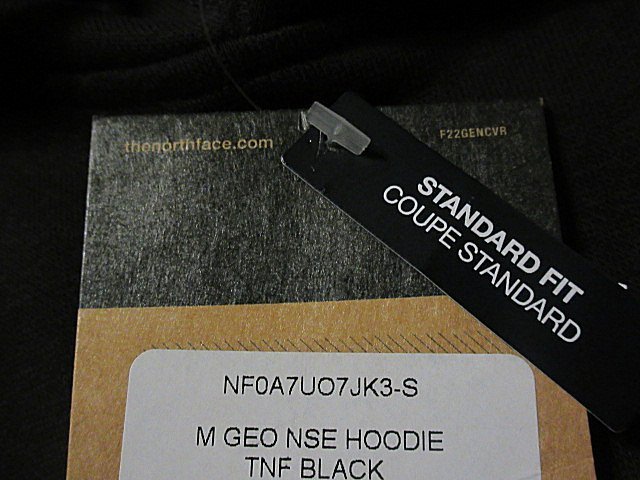 thenorthface.com
F22GENCVR
STANDARD FIT
COUPE STANDARD
NF0A7UO7JK3-S
M GEO NSE HOODIE
TNF BLACK